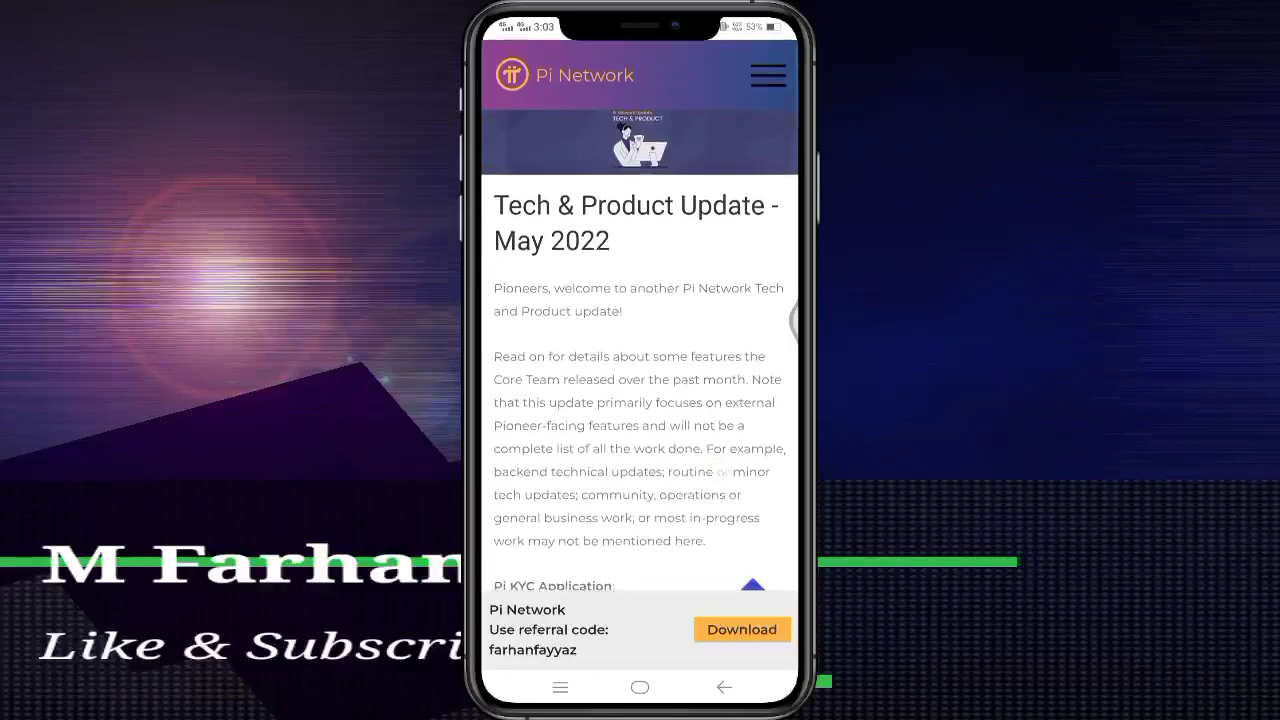 3:03
53%
Pi Network
TECH & PRODUCT
Tech & Product Update -
May 2022
Pioneers, welcome to another Pi Network Tech
and Product update!
Read on for details about some features the
Core Team released over the past month. Note
that this update primarily focuses on external
Pioneer-facing features and will not be a
complete list of all the work done. For example,
backend technical updates; routine or minor
tech updates; community, operations or
general business work; or most in-progress
work may not be mentioned here.
Pi KYC Application:
Pi Network
Use referral code:
farhanfayyaz
Download
M Farhan
Like & Subscri